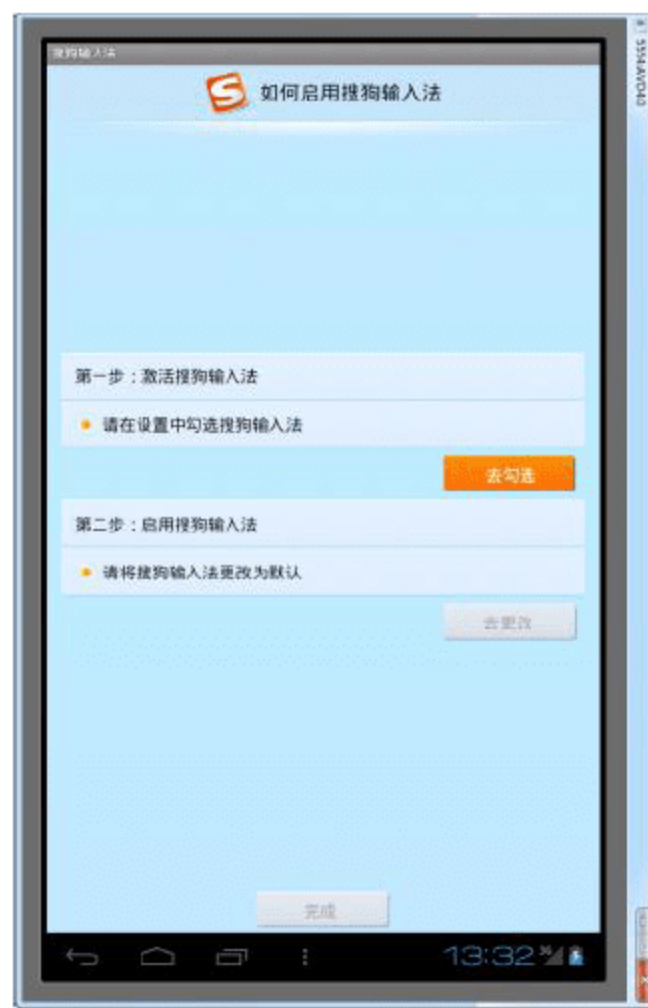 搜狗输入法
如何启用搜狗输入法
第一步：激活搜狗输入法
请在设置中勾选搜狗输入法
去勾选
第二步：启用搜狗输入法
请将搜狗输入法更改为默认
去更改
完成
13:32
3G
5554:AVD40